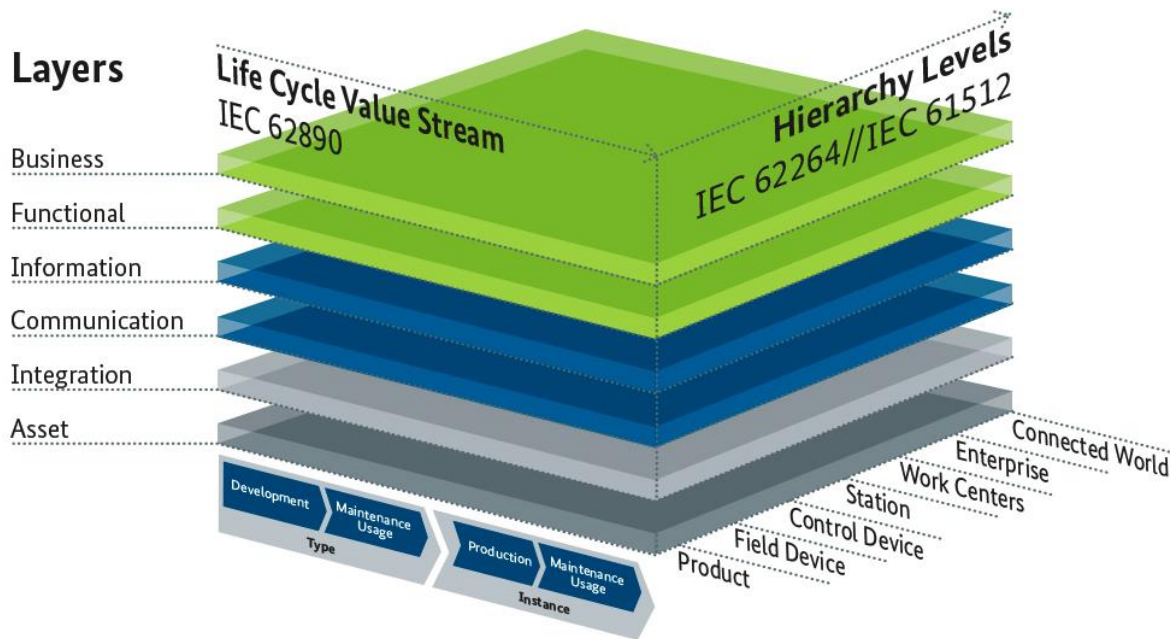 Layers
Life Cycle Value Stream
IEC 62890
Hierarchy Levels
IEC 62264//IEC 61512
Business
Functional
Information
Communication
Integration
Asset
Development
Maintenance
Usage
Type
Production
Maintenance
Usage
Instance
Product
Field Device
Control Device
Station
Work Centers
Enterprise
Connected World